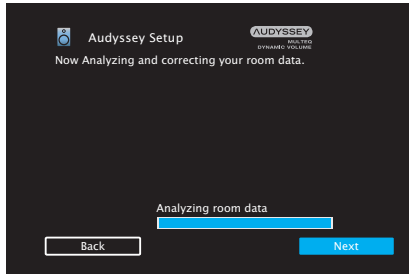 Audyssey Setup
AUDYSSEY
MULTEQ
DYNAMIC VOLUME
Now Analyzing and correcting your room data.
Analyzing room data
Back
Next